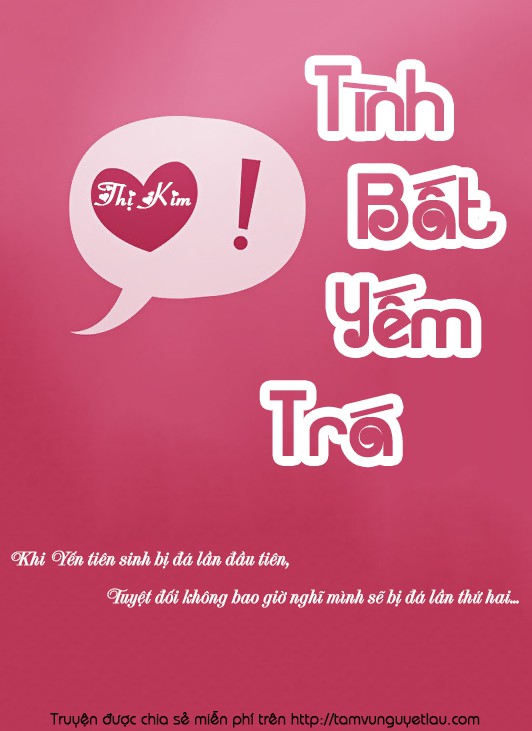 Tình
Bất
Yếm
Trá
Thị Kim !
Khi Yến tiên sinh bị đá lần đầu tiên,
Tuyệt đối không bao giờ nghĩ mình sẽ bị đá lần thứ hai...
Truyện được chia sẻ miễn phí trên http://tamvunguyetlau.com